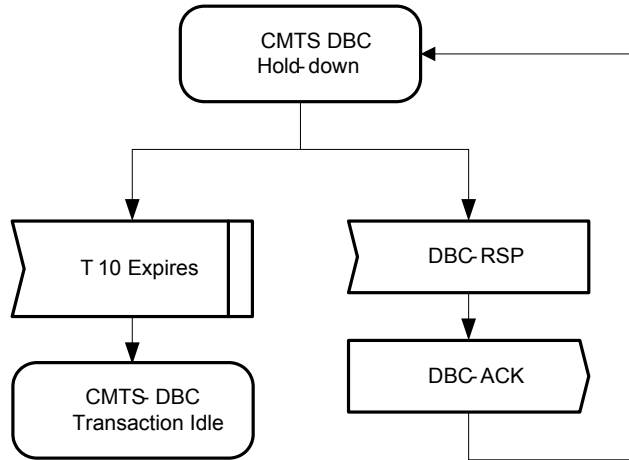 CMTS DBC
Hold-down
T 10 Expires
DBC-RSP
CMTS- DBC
Transaction Idle
DBC-ACK